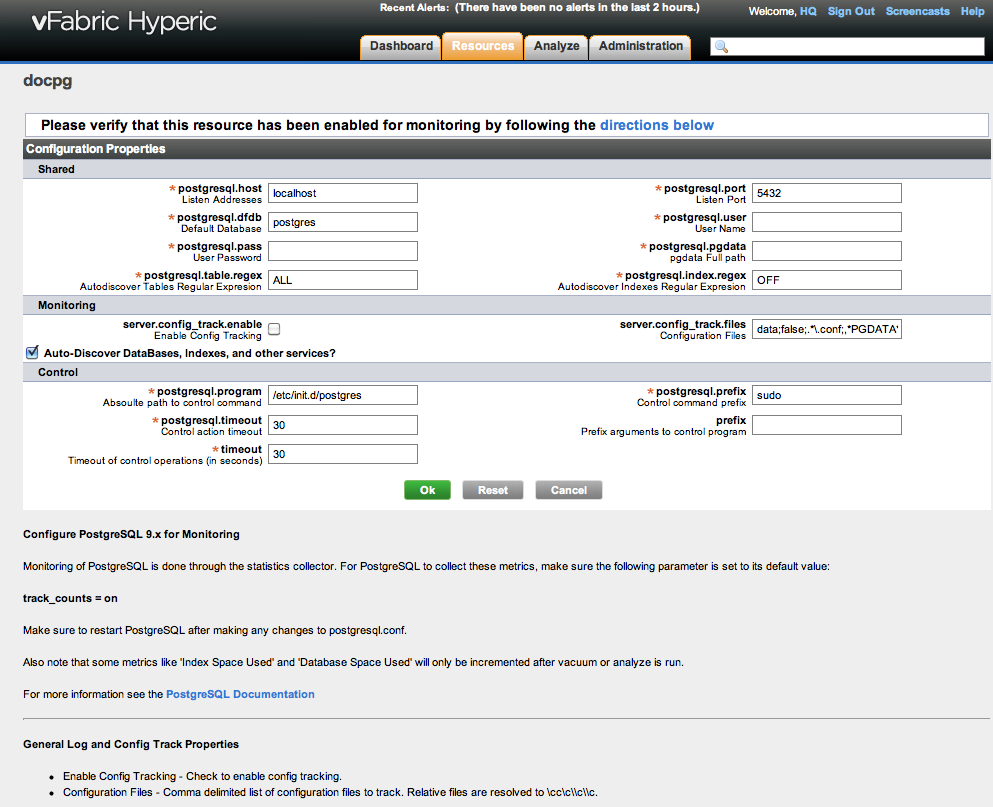 vFabric Hyperic
Recent Alerts: (There have been no alerts in the last 2 hours.)
Welcome, HQ Sign Out Screencasts Help
Dashboard Resources Analyze Administration
docpg
Please verify that this resource has been enabled for monitoring by following the directions below
Configuration Properties
Shared
*postgresql.host localhost *postgresql.port 5432
Listen Addresses Listen Port
*postgresql.dfdb postgres *postgresql.user
Default Database User Name
*postgresql.pass *postgresql.pgdata
User Password pgdata Full path
*postgresql.table.regex ALL *postgresql.index.regex OFF
Autodiscover Tables Regular Expresion Autodiscover Indexes Regular Expresion
Monitoring
server.config_track.enable server.config_track.files data;false;.*\.conf;,*PGDATA'
Enable Config Tracking Configuration Files
Auto-Discover DataBases, Indexes, and other services?
Control
*postgresql.program /etc/init.d/postgres *postgresql.prefix sudo
Absoulte path to control command Control command prefix
*postgresql.timeout 30 prefix
Control action timeout Prefix arguments to control program
*timeout 30
Timeout of control operations (in seconds)
Ok Reset Cancel
Configure PostgreSQL 9.x for Monitoring
Monitoring of PostgreSQL is done through the statistics collector. For PostgreSQL to collect these metrics, make sure the following parameter is set to its default value:
track_counts = on
Make sure to restart PostgreSQL after making any changes to postgresql.conf.
Also note that some metrics like 'Index Space Used' and 'Database Space Used' will only be incremented after vacuum or analyze is run.
For more information see the PostgreSQL Documentation
General Log and Config Track Properties
• Enable Config Tracking - Check to enable config tracking.
• Configuration Files - Comma delimited list of configuration files to track. Relative files are resolved to \cc\c\\c\\c.